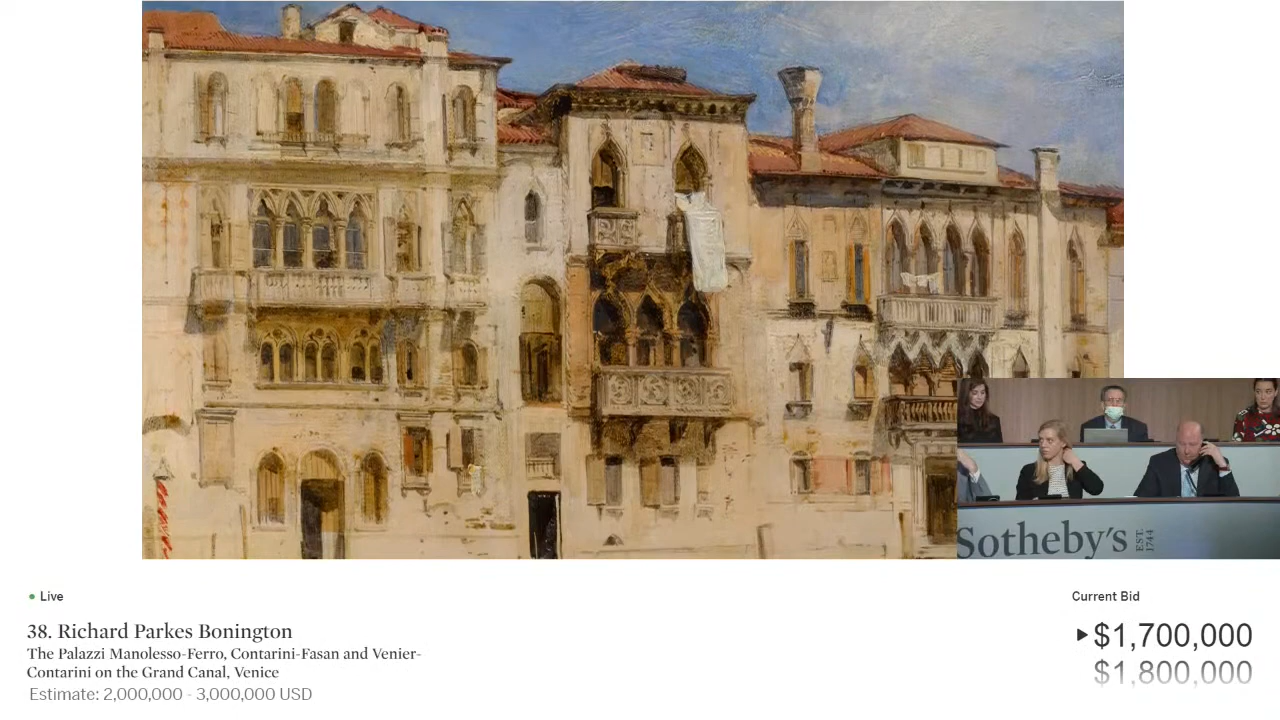 Sotheby's EST. 1744
Live
Current Bid
38. Richard Parkes Bonington
$1,700,000
The Palazzi Manolesso-Ferro, Contarini-Fasan and Venier-
Contarini on the Grand Canal, Venice
$1,800,000
Estimate: 2,000,000 - 3,000,000 USD